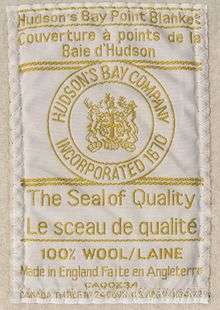 Hudson's Bay Point Blanket
Couverture à points de la
Baie d'Hudson
HUDSON'S BAY COMPANY
INCORPORATED 1670
The Seal of Quality
Le sceau de qualité
100% WOOL/LAINE
Made in England Faite en Angleterre
CA00234